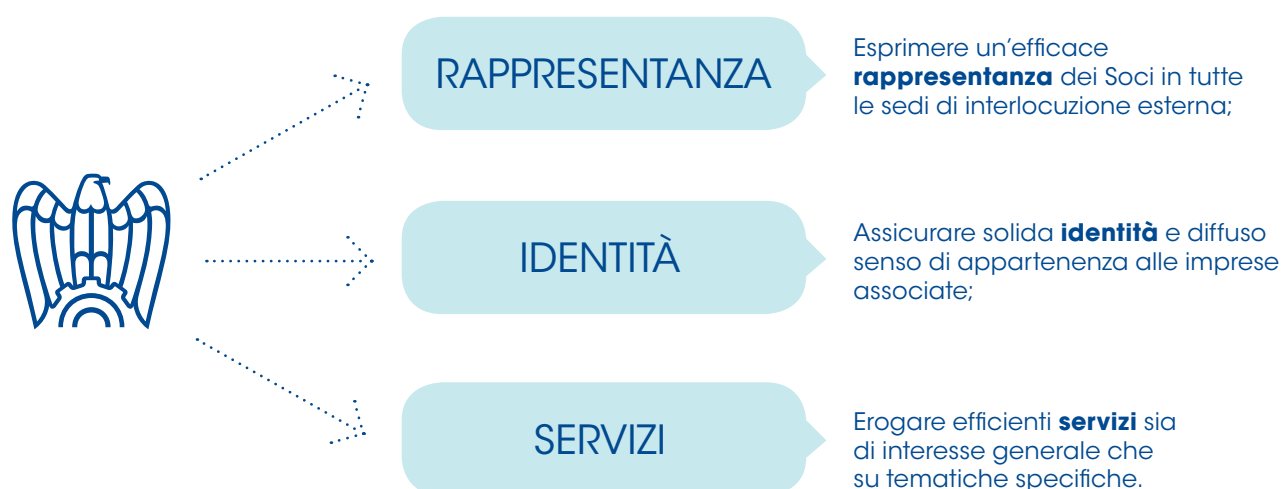 RAPPRESENTANZA
Esprimere un’efficace
rappresentanza dei Soci in tutte
le sedi di interlocuzione esterna;
IDENTITÀ
Assicurare solida identità e diffuso
senso di appartenenza alle imprese
associate;
SERVIZI
Erogare efficienti servizi sia
di interesse generale che
su tematiche specifiche.